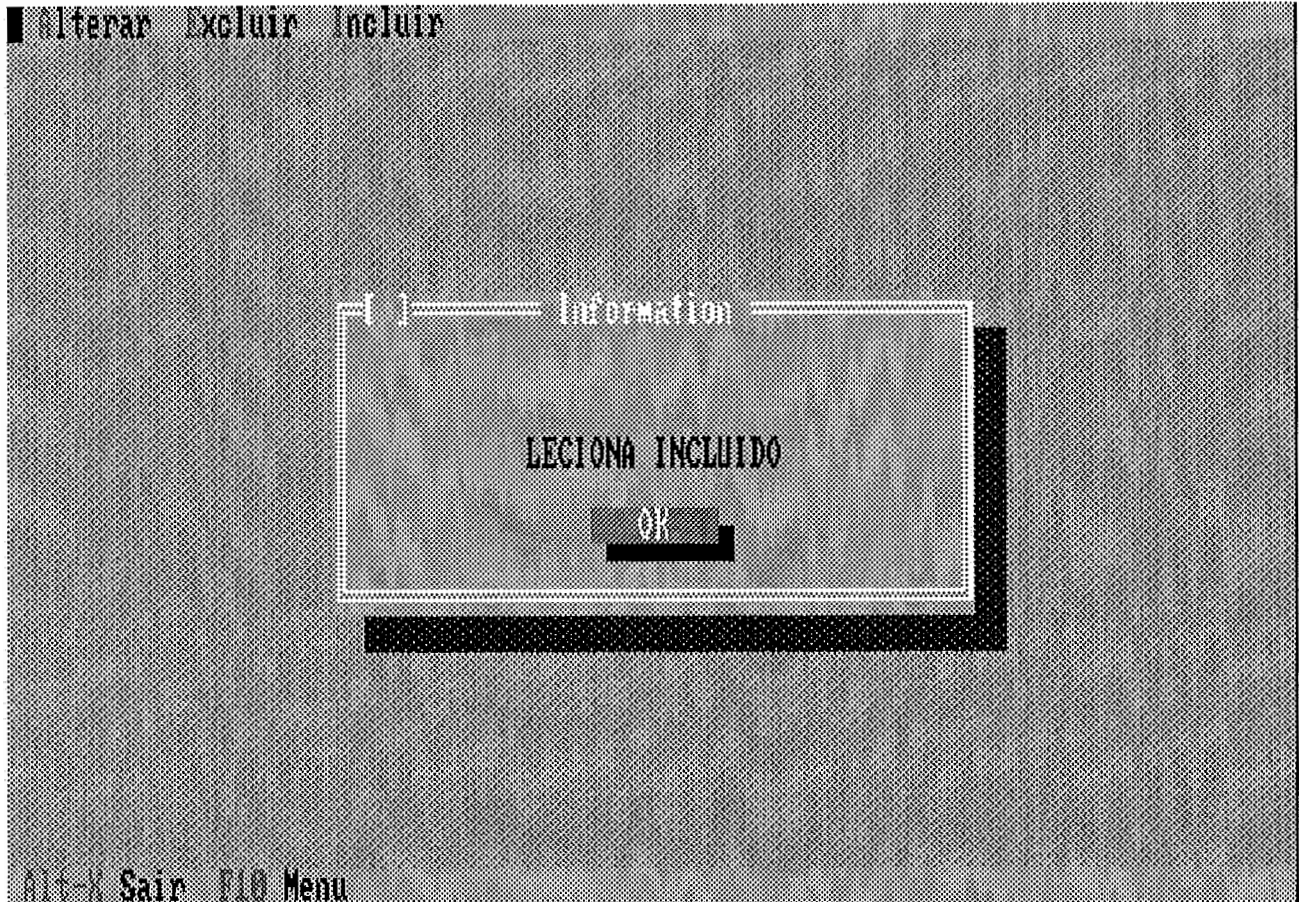 Alterar Excluir Incluir
[ ] Information
LECIONA INCLUIDO
OK
Alt-X Sair F10 Menu